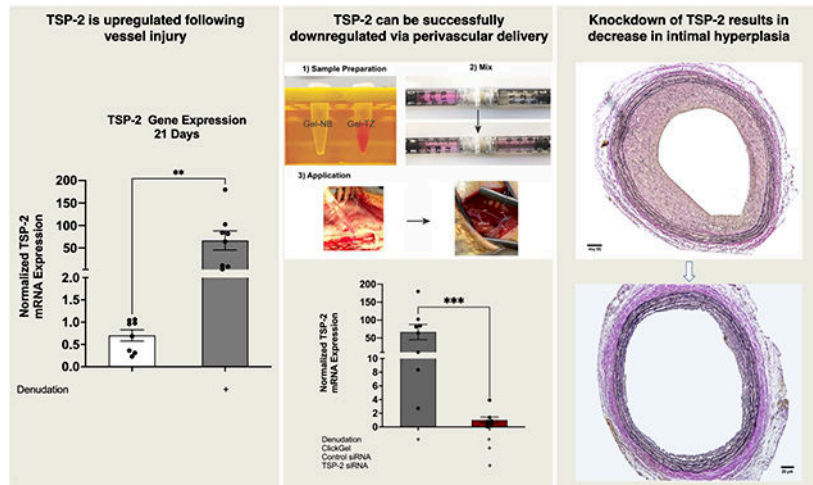 TSP-2 is upregulated following
vessel injury
TSP-2 Gene Expression
21 Days
**
200
150
100
50
2.0
1.5
1.0
0.5
0.0
Normalized TSP-2
mRNA Expression
Denudation
+
TSP-2 can be successfully
downregulated via perivascular delivery
1) Sample Preparation
2) Mix
Gel-NB
Gel-TZ
3) Application
***
200
150
100
50
10
8
6
4
2
0
Normalized TSP-2
mRNA Expression
Denudation
ClickGel
Control siRNA
TSP-2 siRNA
Knockdown of TSP-2 results in
decrease in intimal hyperplasia